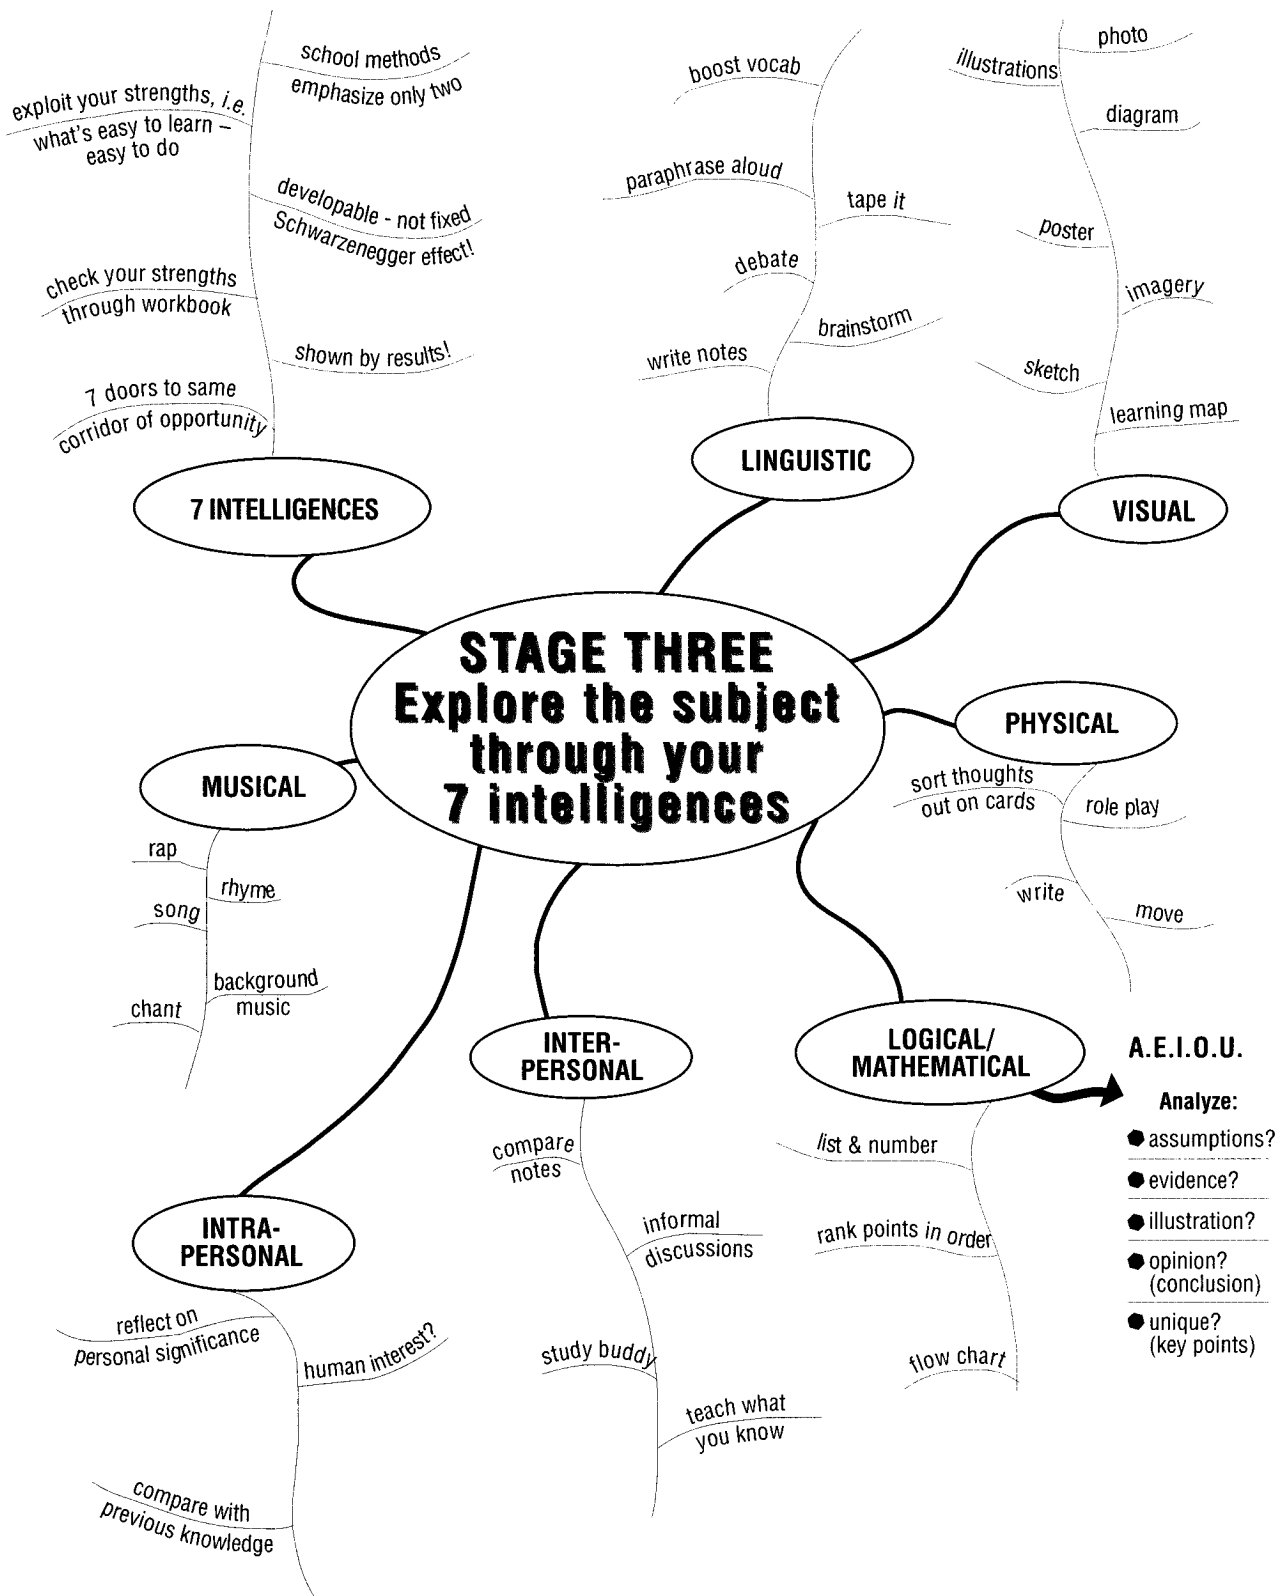 school methods
emphasize only two
exploit your strengths, i.e.
what's easy to learn –
easy to do
developable - not fixed
Schwarzenegger effect!
check your strengths
through workbook
shown by results!
7 doors to same
corridor of opportunity
7 INTELLIGENCES
boost vocab
paraphrase aloud
tape it
debate
brainstorm
write notes
LINGUISTIC
photo
illustrations
diagram
poster
imagery
sketch
learning map
VISUAL
STAGE THREE
Explore the subject
through your
7 intelligences
PHYSICAL
sort thoughts
out on cards
role play
write
move
MUSICAL
rap
rhyme
song
background
music
chant
INTER-
PERSONAL
compare
notes
informal
discussions
study buddy
teach what
you know
LOGICAL/
MATHEMATICAL
list & number
rank points in order
flow chart
A.E.I.O.U.
Analyze:
assumptions?
evidence?
illustration?
opinion?
(conclusion)
unique?
(key points)
INTRA-
PERSONAL
reflect on
personal significance
human interest?
compare with
previous knowledge